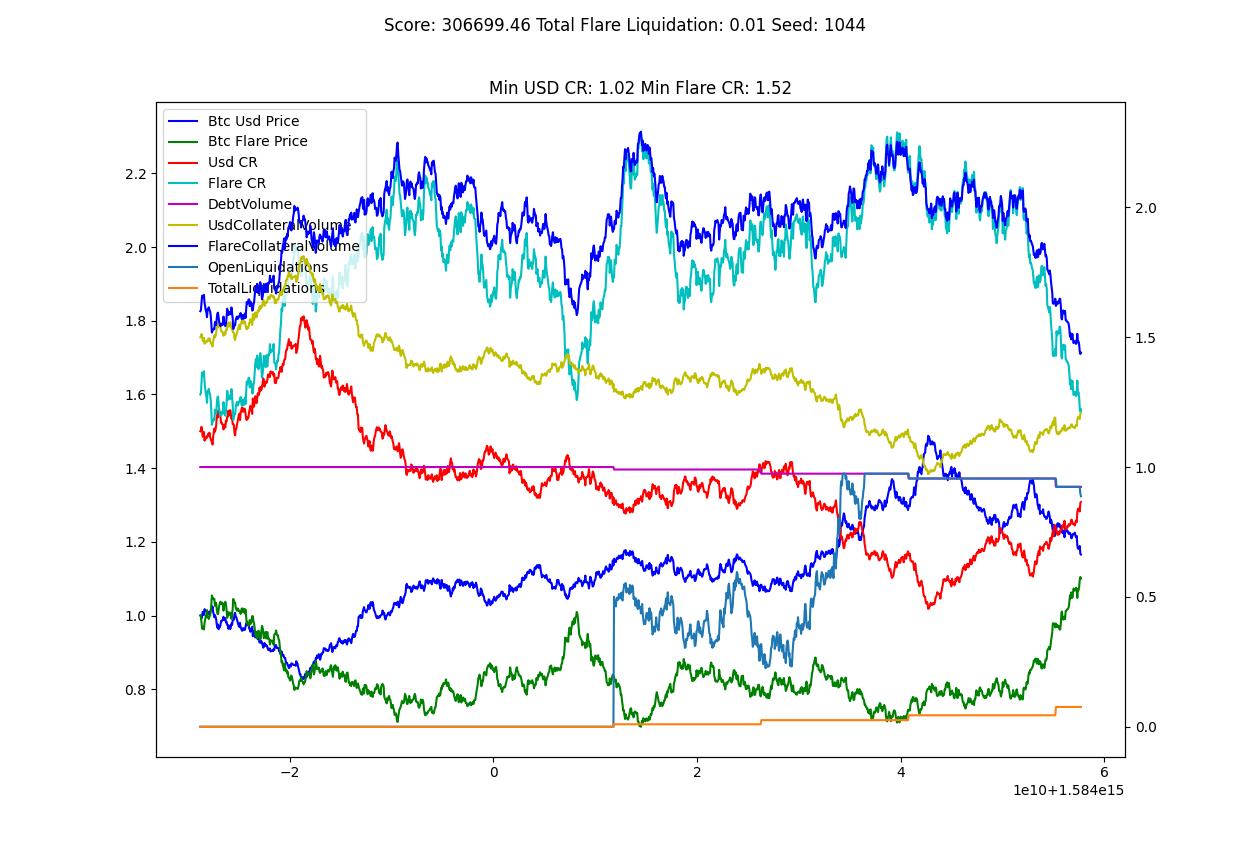 Score: 306699.46 Total Flare Liquidation: 0.01 Seed: 1044
Min USD CR: 1.02 Min Flare CR: 1.52
Btc Usd Price
Btc Flare Price
Usd CR
Flare CR
DebtVolume
UsdCollateralVolume
FlareCollateralVolume
OpenLiquidations
TotalLiquidations
2.2
2.0
1.8
1.6
1.4
1.2
1.0
0.8
2.0
1.5
1.0
0.5
0.0
−2
0
2
4
6
1e10+1.584e15